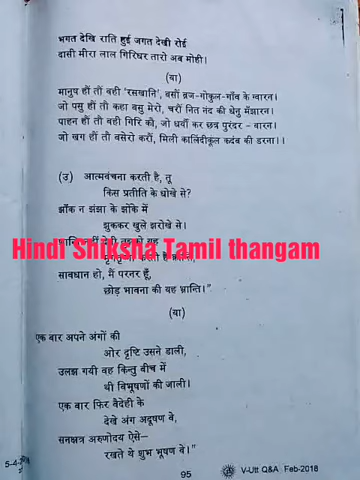 भगत देखि राति हुई जगत देखी रोई
दासी मीरा लाल गिरिधर तारो अब मोही।
(या)
मानुष हौं तौ वही 'रसखानि', बसौं ब्रज-गोकुल-गाँव के ग्वारन।
जो पसु हौं तौ कहा बसु मेरो, चरौं नित नंद की धेनु मँझारन।
पाहन हौं तौ वही गिरि को, जो धर्यो कर छत्र पुरंदर - धारन।
जो खग हौं तौ बसेरो करौं, मिली कालिंदीकूल कदंब की डारन।।
(उ) आत्मवंचना करती है, तू
किस प्रतीति के धोखे से?
झाँक न झंझा के झोंके में
झुककर खुले झरोखे से।
Hindi Shiksha Tamil thangam
सावधान हो, मैं परनर हूँ,
छोड़ भावना की यह भ्रान्ति।"
(या)
एक बार अपने अंगों की
ओर दृष्टि उसने डाली,
उलझ गयी वह किन्तु बीच में
थी विभूषणों की जाली।
एक बार फिर वैदेही के
देखे अंग अदूषण वे,
सनक्षत्र अरुणोदय ऐसे—
रखते थे शुभ भूषण वे।"
95
V-Utt Q&A Feb-2018